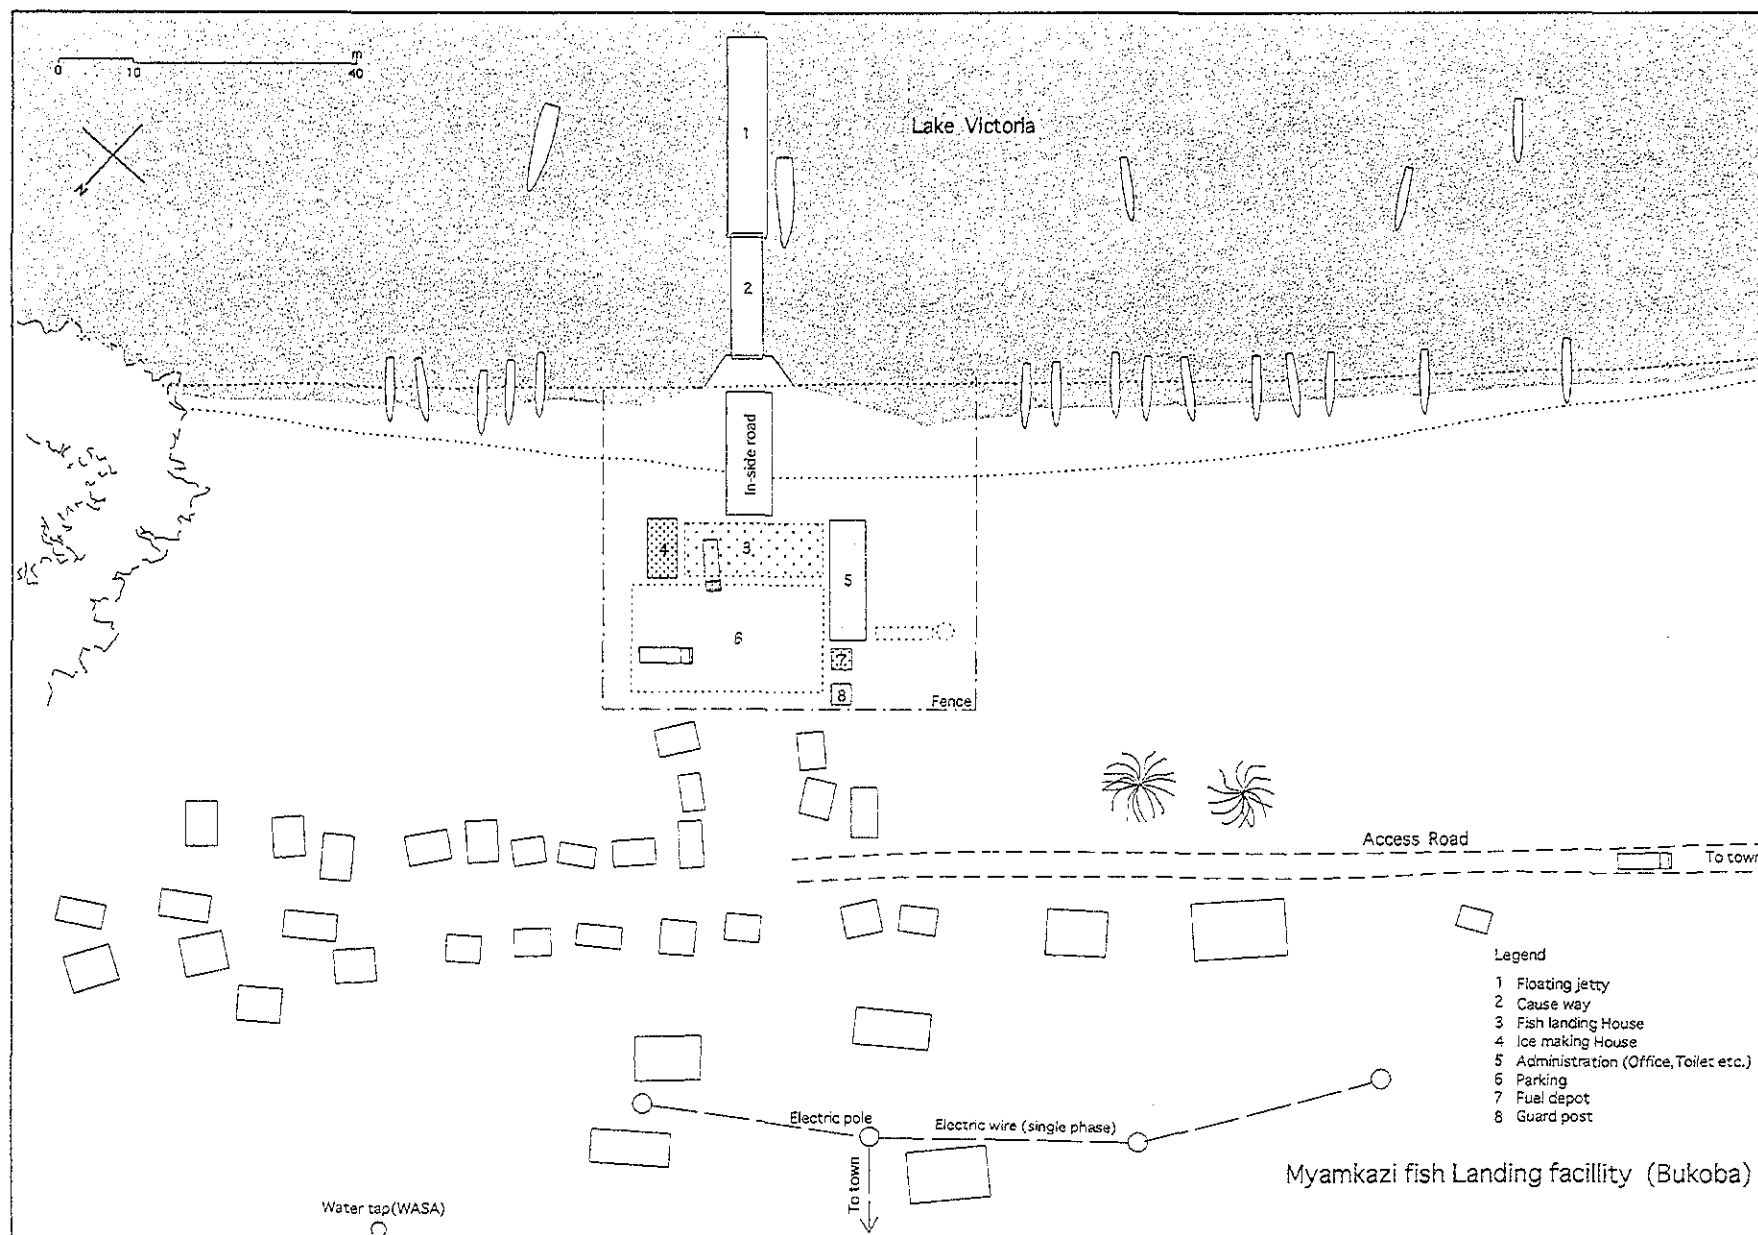 m
0 10 40
N
Lake Victoria
1
2
In-side road
4 3
5
6
7
8
Fence
Access Road
To town
Legend
1 Floating jetty
2 Cause way
3 Fish landing House
4 Ice making House
5 Administration (Office, Toilet etc.)
6 Parking
7 Fuel depot
8 Guard post
Electric pole
Electric wire (single phase)
To town
Myamkazi fish Landing facillity (Bukoba)
Water tap(WASA)